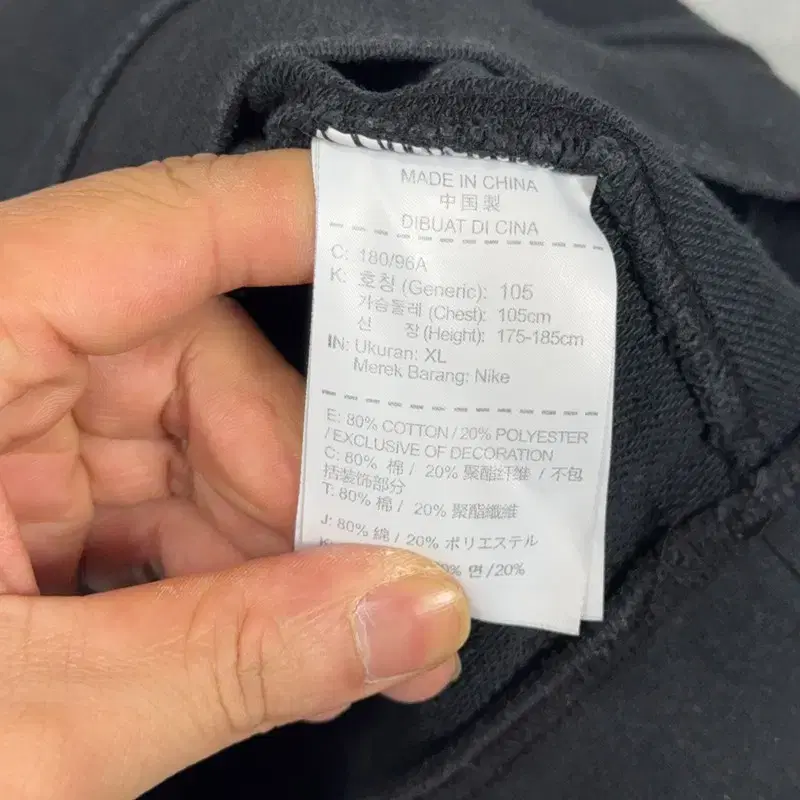 MADE IN CHINA
中国製
DIBUAT DI CINA
C: 180/96A
K: 호칭 (Generic): 105
가슴둘레 (Chest): 105cm
신 장 (Height): 175-185cm
IN: Ukuran: XL
Merek Barang: Nike
E: 80% COTTON / 20% POLYESTER
/ EXCLUSIVE OF DECORATION
C: 80% 棉 / 20% 聚酯纤维 / 不包
括装饰部分
T: 80% 棉 / 20% 聚酯纖維
J: 80% 綿 / 20% ポリエステル
면 /20%